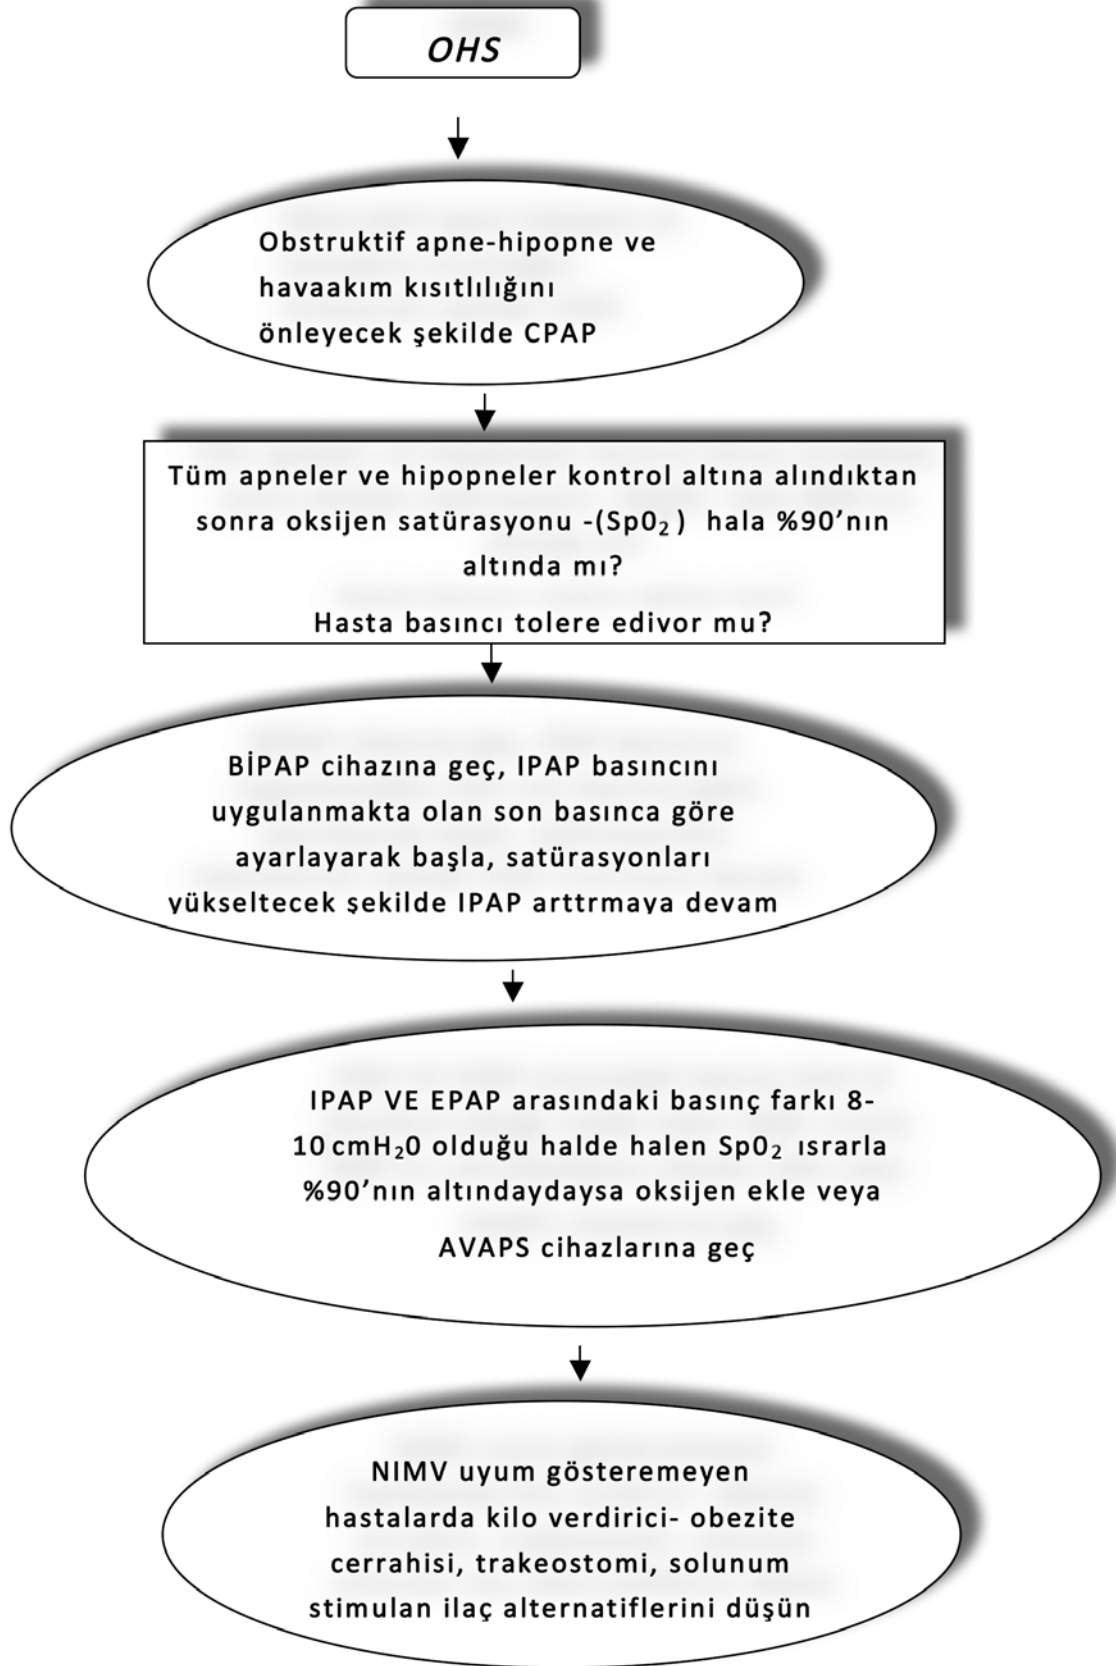 OHS
Obstruktif apne-hipopne ve
havaakım kısıtlılığını
önleyecek şekilde CPAP
Tüm apneler ve hipopneler kontrol altına alındıktan
sonra oksijen satürasyonu -(Sp0₂ ) hala %90’nın
altında mı?
Hasta basıncı tolere edivor mu?
BİPAP cihazına geç, IPAP basıncını
uygulanmakta olan son basınca göre
ayarlayarak başla, satürasyonları
yükseltecek şekilde IPAP arttrmaya devam
IPAP VE EPAP arasındaki basınç farkı 8-
10 cmH₂0 olduğu halde halen Sp0₂ ısrarla
%90’nın altındaydaysa oksijen ekle veya
AVAPS cihazlarına geç
NIMV uyum gösteremeyen
hastalarda kilo verdirici- obezite
cerrahisi, trakeostomi, solunum
stimulan ilaç alternatiflerini düşün